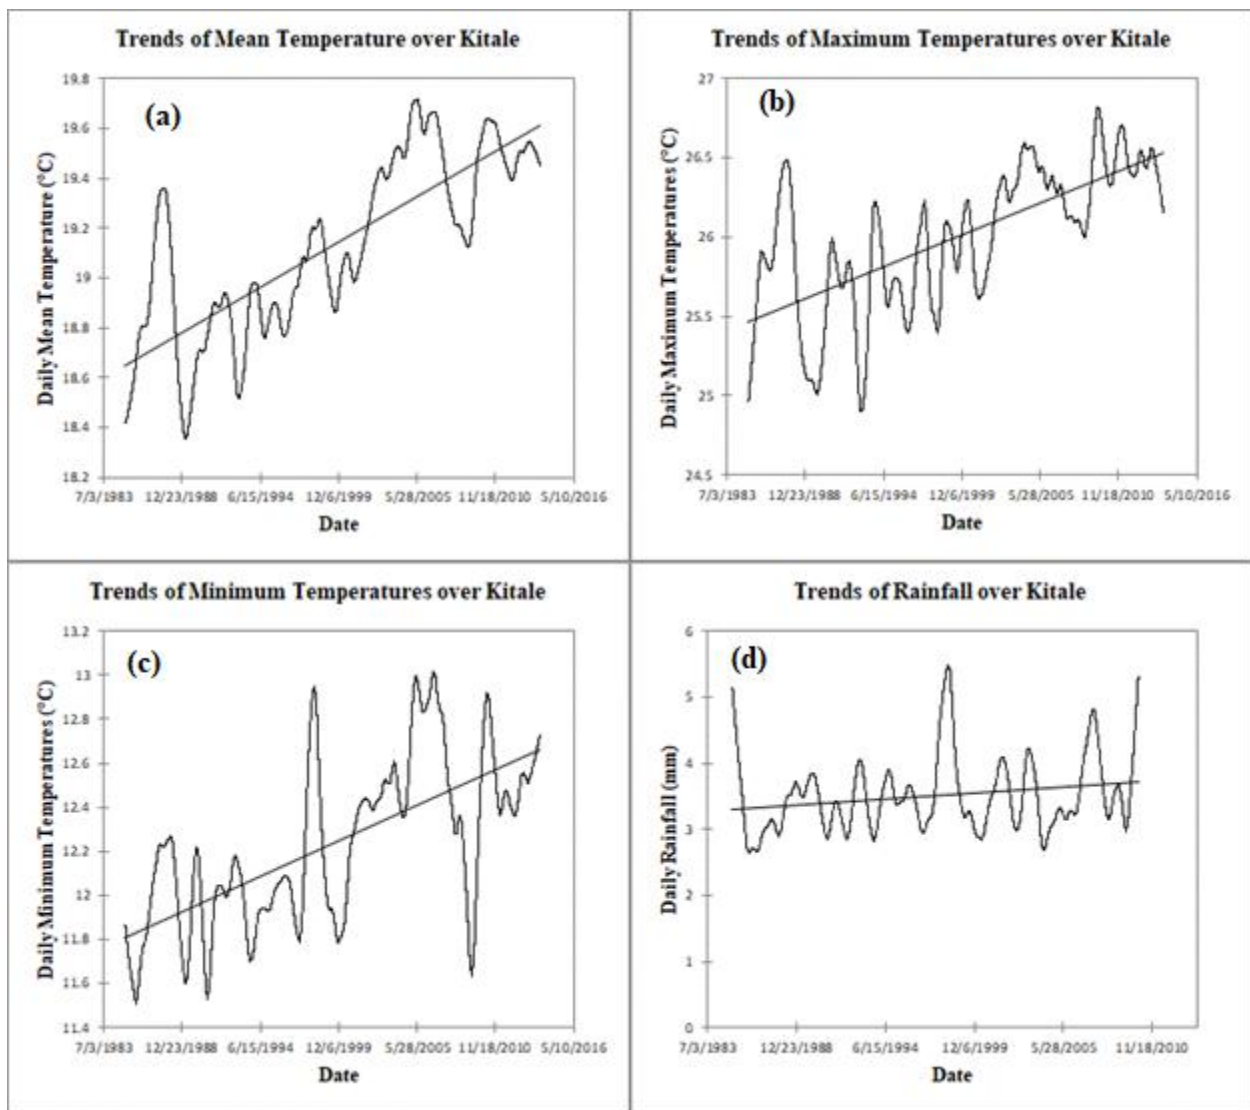 Trends of Mean Temperature over Kitale
(a)
Daily Mean Temperature (°C)
19.8
19.6
19.4
19.2
19
18.8
18.6
18.4
18.2
7/3/1983 12/23/1988 6/15/1994 12/6/1999 5/28/2005 11/18/2010 5/10/2016
Date
Trends of Maximum Temperatures over Kitale
(b)
Daily Maximum Temperatures (°C)
27
26.5
26
25.5
25
24.5
7/3/1983 12/23/1988 6/15/1994 12/6/1999 5/28/2005 11/18/2010 5/10/2016
Date
Trends of Minimum Temperatures over Kitale
(c)
Daily Minimum Temperatures (°C)
13.2
13
12.8
12.6
12.4
12.2
12
11.8
11.6
11.4
7/3/1983 12/23/1988 6/15/1994 12/6/1999 5/28/2005 11/18/2010 5/10/2016
Date
Trends of Rainfall over Kitale
(d)
Daily Rainfall (mm)
6
5
4
3
2
1
0
7/3/1983 12/23/1988 6/15/1994 12/6/1999 5/28/2005 11/18/2010
Date